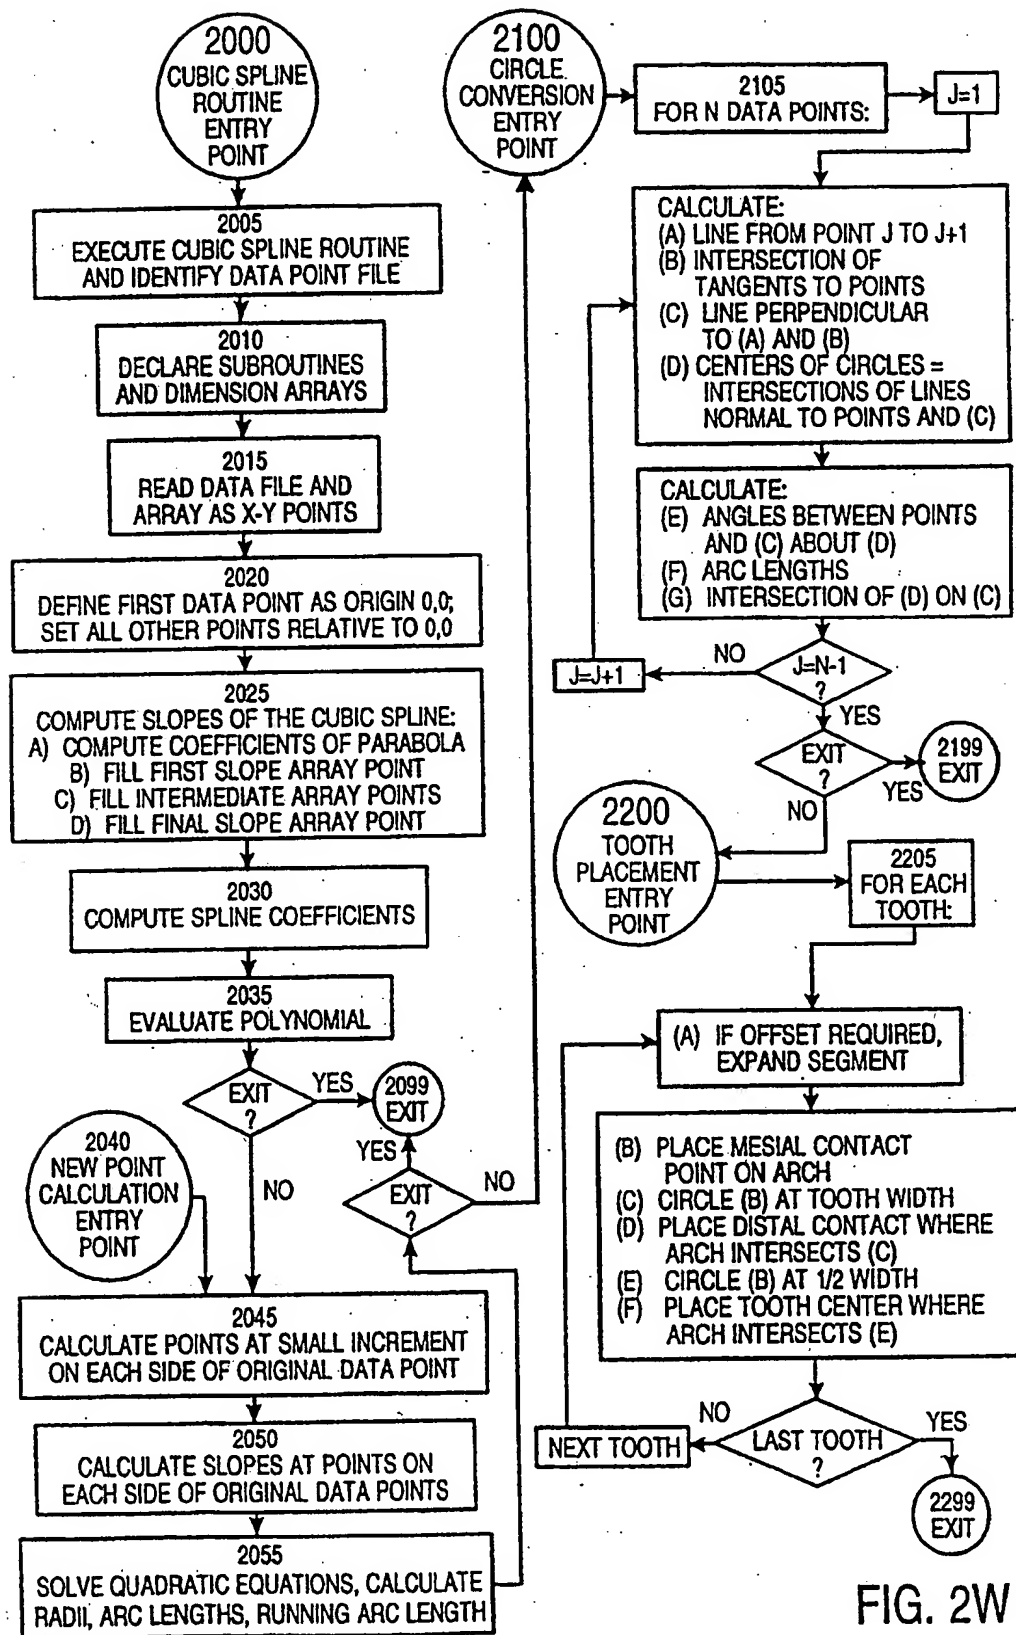 2000
CUBIC SPLINE
ROUTINE
ENTRY
POINT
2005
EXECUTE CUBIC SPLINE ROUTINE
AND IDENTIFY DATA POINT FILE
2010
DECLARE SUBROUTINES
AND DIMENSION ARRAYS
2015
READ DATA FILE AND
ARRAY AS X-Y POINTS
2020
DEFINE FIRST DATA POINT AS ORIGIN 0,0;
SET ALL OTHER POINTS RELATIVE TO 0,0
2025
COMPUTE SLOPES OF THE CUBIC SPLINE:
A) COMPUTE COEFFICIENTS OF PARABOLA
B) FILL FIRST SLOPE ARRAY POINT
C) FILL INTERMEDIATE ARRAY POINTS
D) FILL FINAL SLOPE ARRAY POINT
2030
COMPUTE SPLINE COEFFICIENTS
2035
EVALUATE POLYNOMIAL
EXIT
?
YES
2099
EXIT
NO
2040
NEW POINT
CALCULATION
ENTRY
POINT
YES
EXIT
?
NO
2045
CALCULATE POINTS AT SMALL INCREMENT
ON EACH SIDE OF ORIGINAL DATA POINT
2050
CALCULATE SLOPES AT POINTS ON
EACH SIDE OF ORIGINAL DATA POINTS
2055
SOLVE QUADRATIC EQUATIONS, CALCULATE
RADII, ARC LENGTHS, RUNNING ARC LENGTH
2100
CIRCLE
CONVERSION
ENTRY
POINT
2105
FOR N DATA POINTS:
J=1
CALCULATE:
(A) LINE FROM POINT J TO J+1
(B) INTERSECTION OF
TANGENTS TO POINTS
(C) LINE PERPENDICULAR
TO (A) AND (B)
(D) CENTERS OF CIRCLES =
INTERSECTIONS OF LINES
NORMAL TO POINTS AND (C)
CALCULATE:
(E) ANGLES BETWEEN POINTS
AND (C) ABOUT (D)
(F) ARC LENGTHS
(G) INTERSECTION OF (D) ON (C)
J=N-1
?
NO
J=J+1
YES
EXIT
?
YES
2199
EXIT
NO
2200
TOOTH
PLACEMENT
ENTRY
POINT
2205
FOR EACH
TOOTH:
(A) IF OFFSET REQUIRED,
EXPAND SEGMENT
(B) PLACE MESIAL CONTACT
POINT ON ARCH
(C) CIRCLE (B) AT TOOTH WIDTH
(D) PLACE DISTAL CONTACT WHERE
ARCH INTERSECTS (C)
(E) CIRCLE (B) AT 1/2 WIDTH
(F) PLACE TOOTH CENTER WHERE
ARCH INTERSECTS (E)
LAST TOOTH
?
NO
NEXT TOOTH
YES
2299
EXIT
FIG. 2W